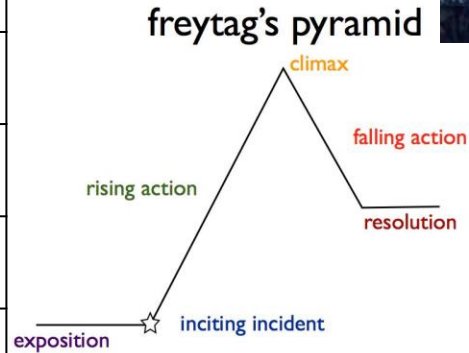 freytag's pyramid
climax
falling action
rising action
resolution
inciting incident
exposition